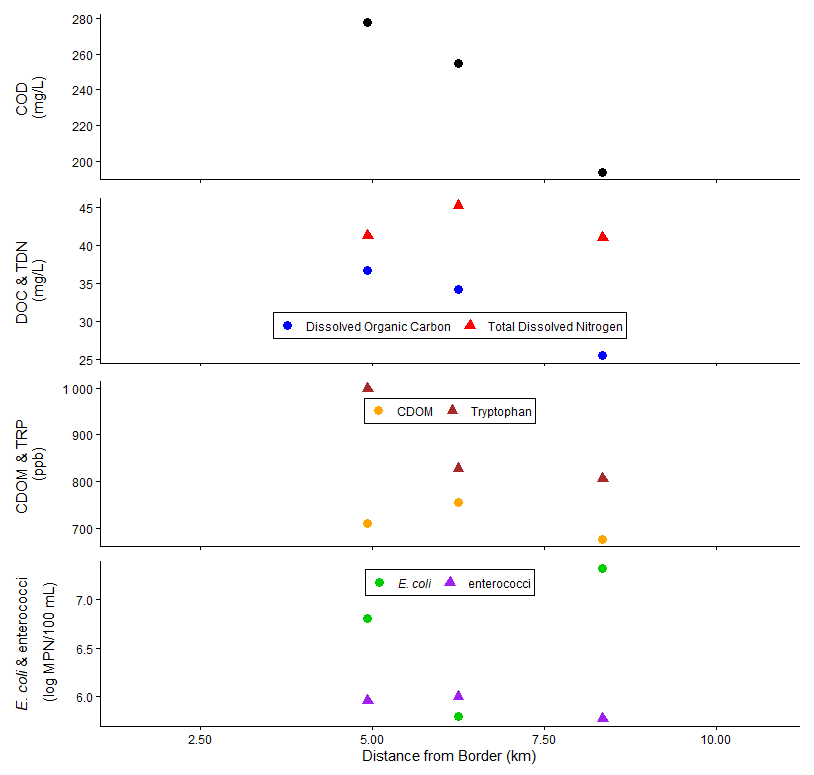 280
260
240
220
200
COD
(mg/L)
45
40
35
30
25
DOC & TDN
(mg/L)
Dissolved Organic Carbon Total Dissolved Nitrogen
1 000
900
800
700
CDOM & TRP
(ppb)
CDOM Tryptophan
7.0
6.5
6.0
E. coli & enterococci
(log MPN/100 mL)
E. coli enterococci
2.50 5.00 7.50 10.00
Distance from Border (km)